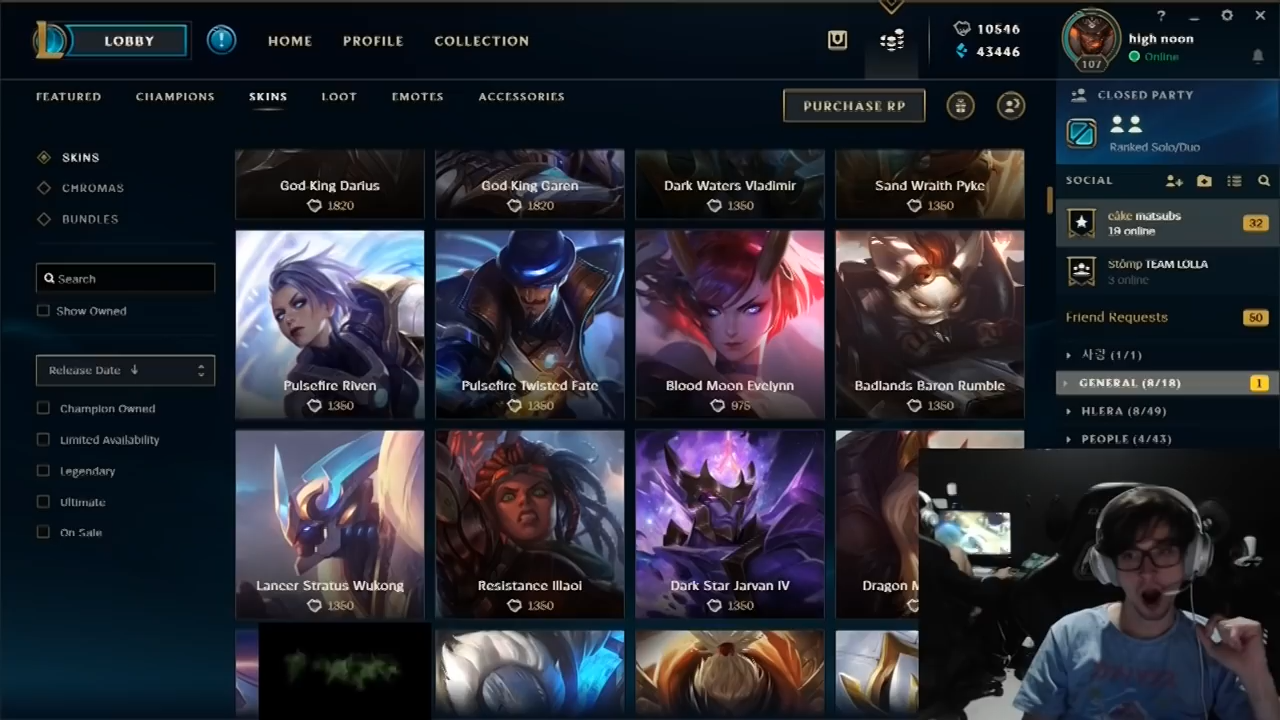 LOBBY
HOME
PROFILE
COLLECTION
10546
43446
107
?
high noon
Online
FEATURED
CHAMPIONS
SKINS
LOOT
EMOTES
ACCESSORIES
PURCHASE RP
CLOSED PARTY
Ranked Solo/Duo
SKINS
CHROMAS
BUNDLES
Search
Show Owned
Release Date
Champion Owned
Limited Availability
Legendary
Ultimate
On Sale
God King Darius
1820
God King Garen
1820
Dark Waters Vladimir
1350
Sand Wraith Pyke
1350
Pulsefire Riven
1350
Pulsefire Twisted Fate
1350
Blood Moon Evelynn
975
Badlands Baron Rumble
1350
Lancer Stratus Wukong
1350
Resistance Illaoi
1350
Dark Star Jarvan IV
1350
Dragon M
SOCIAL
cake matsubs
19 online
32
Stomp TEAM LOLLA
3 online
Friend Requests
50
GENERAL (8/18)
1
HLERA (8/49)
PEOPLE (4/43)